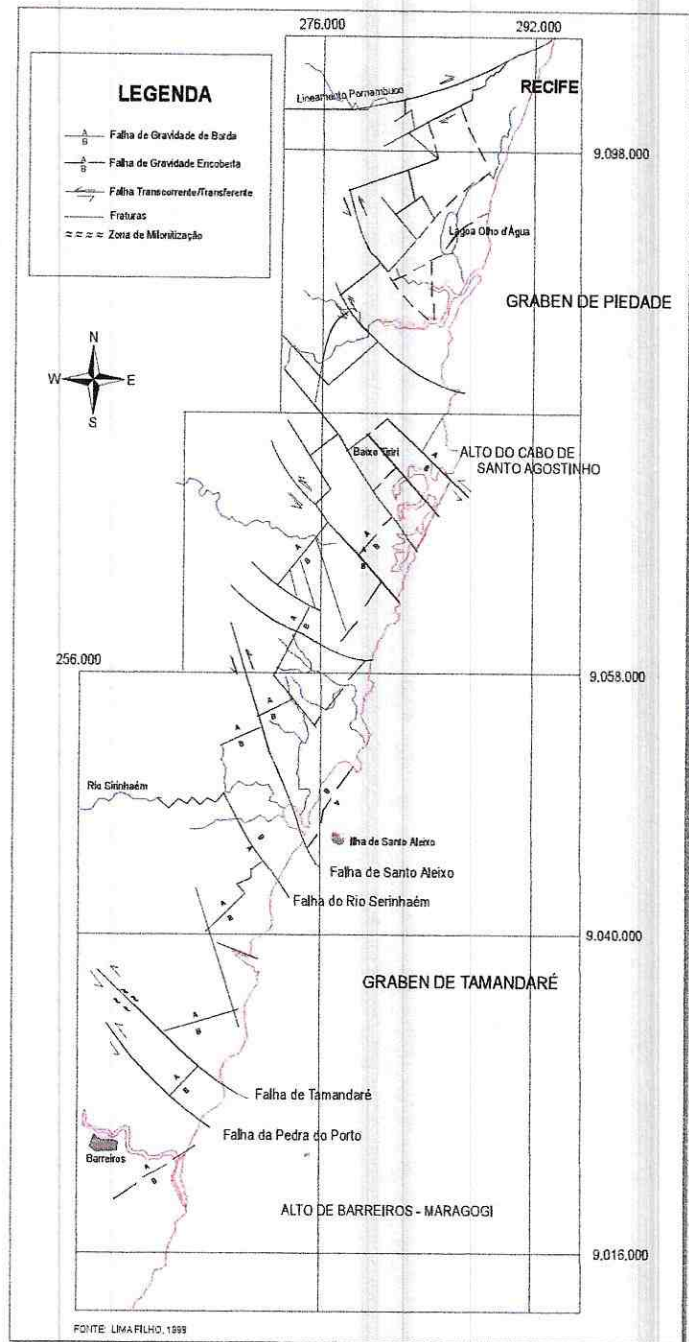 276.000
292.000
LEGENDA
A
B
Falha de Gravidade de Borda
A
B
Falha de Gravidade Encoberta
Falha Transcorrente/Transferente
Fraturas
Zona de Milonitização
Lineamento Pernambuco
RECIFE
9.098.000
Lagoa Olho d'Água
GRABEN DE PIEDADE
N
W
E
S
ALTO DO CABO DE
SANTO AGOSTINHO
A
B
A
B
A
B
A
B
A
B
256.000
9.058.000
A
B
A
B
Rio Sirinhaém
B
A
Ilha de Santo Aleixo
Falha de Santo Aleixo
B
A
Falha do Rio Serinhaém
A
B
9.040.000
GRABEN DE TAMANDARÉ
A
B
A
B
Falha de Tamandaré
Falha da Pedra do Porto
Barreiros
A
B
ALTO DE BARREIROS - MARAGOGI
9.016.000
FONTE: LIMA FILHO, 1998